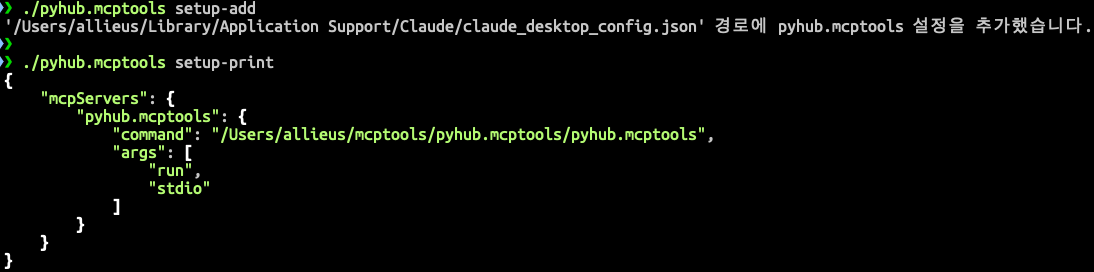 ❯ ./pyhub.mcptools setup-add
'/Users/allieus/Library/Application Support/Claude/claude_desktop_config.json' 경로에 pyhub.mcptools 설정을 추가했습니다.
❯
❯ ./pyhub.mcptools setup-print
{
    "mcpServers": {
        "pyhub.mcptools": {
            "command": "/Users/allieus/mcptools/pyhub.mcptools/pyhub.mcptools",
            "args": [
                "run",
                "stdio"
            ]
        }
    }
}